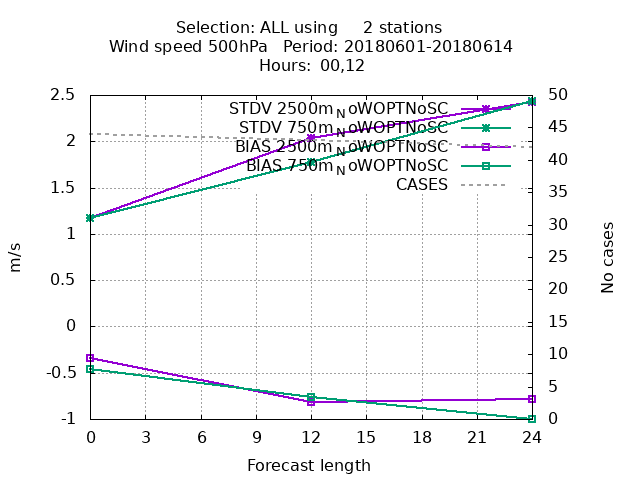 Selection: ALL using 2 stations
Wind speed 500hPa Period: 20180601-20180614
Hours: 00,12
STDV 2500m_NoWOPTNoSC
STDV 750m_NoWOPTNoSC
BIAS 2500m_NoWOPTNoSC
BIAS 750m_NoWOPTNoSC
CASES
2.5
2
1.5
1
0.5
0
-0.5
-1
m/s
50
45
40
35
30
25
20
15
10
5
0
No cases
0 3 6 9 12 15 18 21 24
Forecast length